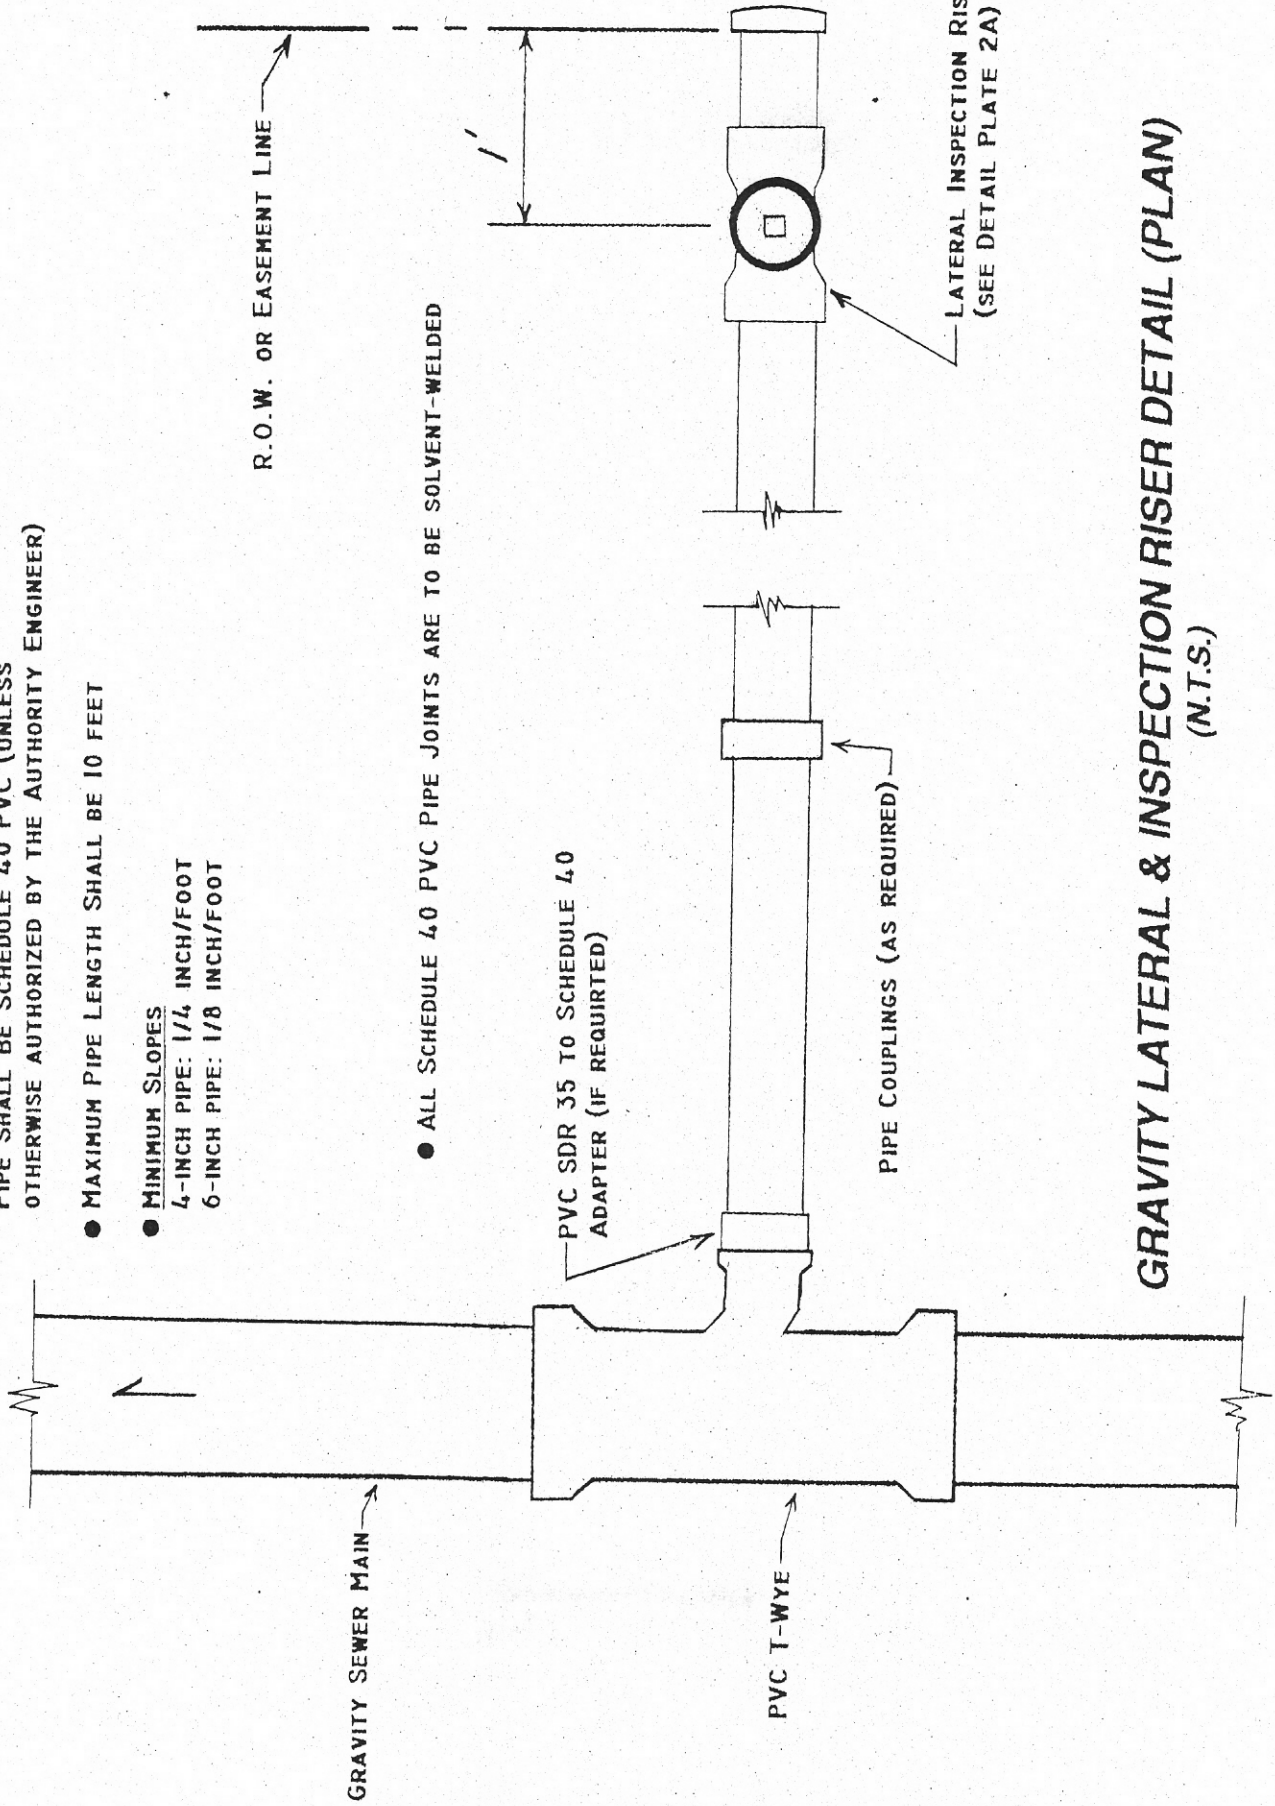 PIPE SHALL BE SCHEDULE 40 PVC (UNLESS
OTHERWISE AUTHORIZED BY THE AUTHORITY ENGINEER)
● MAXIMUM PIPE LENGTH SHALL BE 10 FEET
● MINIMUM SLOPES
4-INCH PIPE: 1/4 INCH/FOOT
6-INCH PIPE: 1/8 INCH/FOOT
R.O.W. OR EASEMENT LINE
● ALL SCHEDULE 40 PVC PIPE JOINTS ARE TO BE SOLVENT-WELDED
1'
GRAVITY SEWER MAIN
PVC SDR 35 TO SCHEDULE 40
ADAPTER (IF REQUIRTED)
PVC T-WYE
PIPE COUPLINGS (AS REQUIRED)
LATERAL INSPECTION RIS
(SEE DETAIL PLATE 2A)
GRAVITY LATERAL & INSPECTION RISER DETAIL (PLAN)
(N.T.S.)